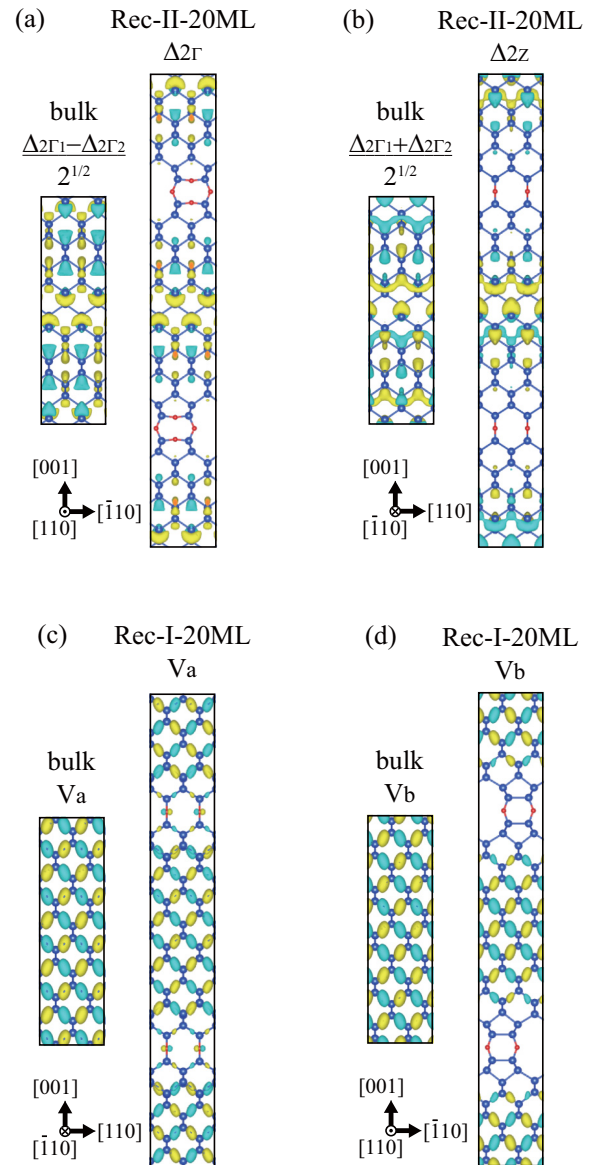 (a) Rec-II-20ML
Δ2Γ
bulk
Δ2Γ1−Δ2Γ2
2^1/2
[001]
[1̄10]
[110]
(b) Rec-II-20ML
Δ2Z
bulk
Δ2Γ1+Δ2Γ2
2^1/2
[001]
[110]
[1̄10]
(c) Rec-I-20ML
Va
bulk
Va
[001]
[110]
[1̄10]
(d) Rec-I-20ML
Vb
bulk
Vb
[001]
[1̄10]
[110]